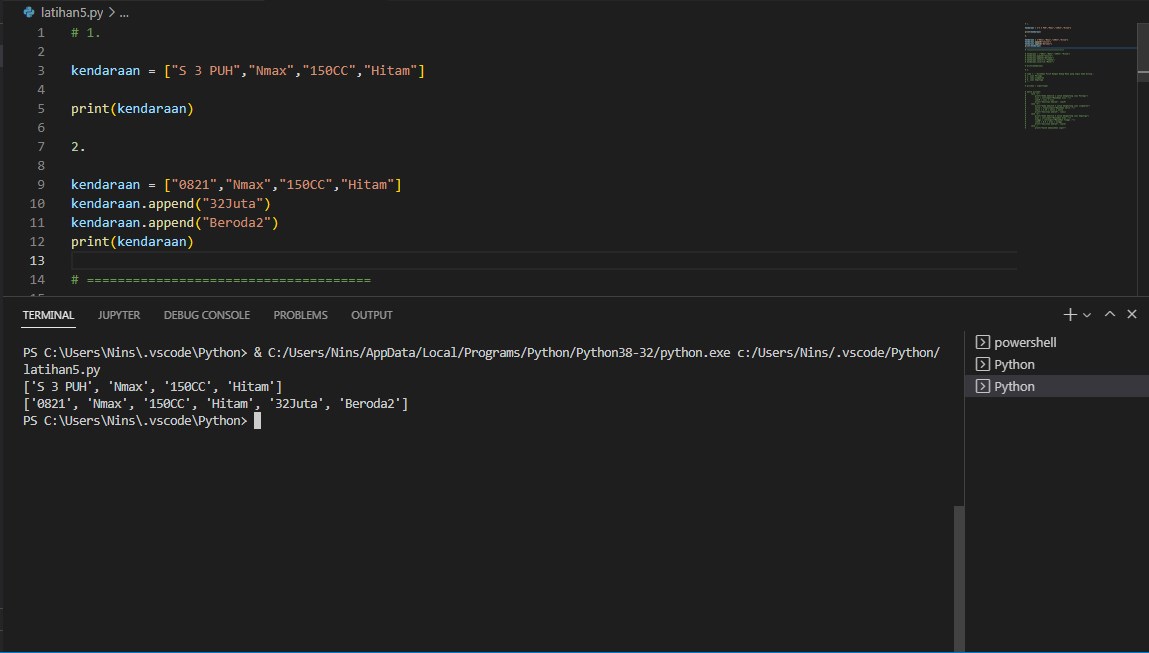 latihan5.py > ...
1 # 1.
2
3 kendaraan = ["S 3 PUH","Nmax","150CC","Hitam"]
4
5 print(kendaraan)
6
7 2.
8
9 kendaraan = ["0821","Nmax","150CC","Hitam"]
10 kendaraan.append("32Juta")
11 kendaraan.append("Beroda2")
12 print(kendaraan)
13
14 # =====================================
TERMINAL JUPYTER DEBUG CONSOLE PROBLEMS OUTPUT
PS C:\Users\Nins\.vscode\Python> & C:/Users/Nins/AppData/Local/Programs/Python/Python38-32/python.exe c:/Users/Nins/.vscode/Python/
latihan5.py
['S 3 PUH', 'Nmax', '150CC', 'Hitam']
['0821', 'Nmax', '150CC', 'Hitam', '32Juta', 'Beroda2']
PS C:\Users\Nins\.vscode\Python>
powershell
Python
Python